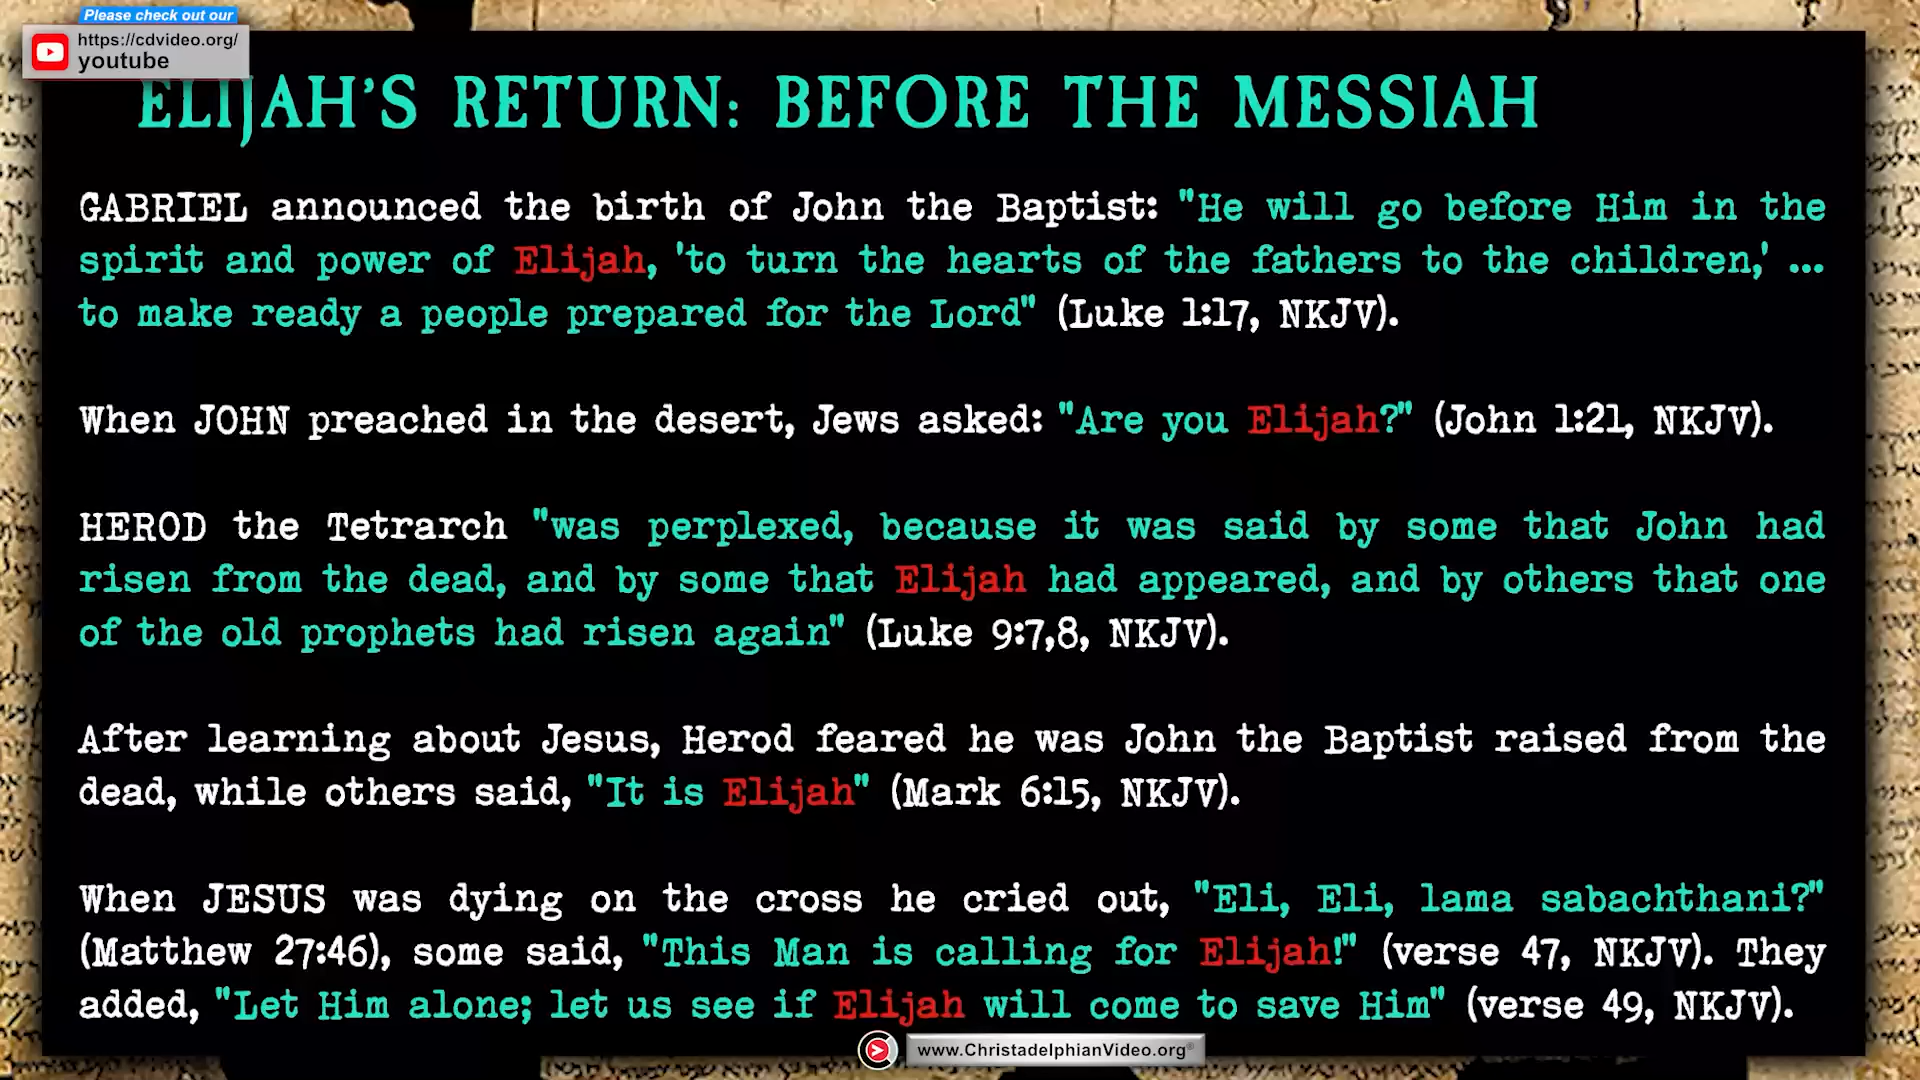 Please check out our
https://cdvideo.org/
youtube
ELIJAH'S RETURN: BEFORE THE MESSIAH
GABRIEL announced the birth of John the Baptist: "He will go before Him in the
spirit and power of Elijah, 'to turn the hearts of the fathers to the children,' ...
to make ready a people prepared for the Lord" (Luke 1:17, NKJV).
When JOHN preached in the desert, Jews asked: "Are you Elijah?" (John 1:21, NKJV).
HEROD the Tetrarch "was perplexed, because it was said by some that John had
risen from the dead, and by some that Elijah had appeared, and by others that one
of the old prophets had risen again" (Luke 9:7,8, NKJV).
After learning about Jesus, Herod feared he was John the Baptist raised from the
dead, while others said, "It is Elijah" (Mark 6:15, NKJV).
When JESUS was dying on the cross he cried out, "Eli, Eli, lama sabachthani?"
(Matthew 27:46), some said, "This Man is calling for Elijah!" (verse 47, NKJV). They
added, "Let Him alone; let us see if Elijah will come to save Him" (verse 49, NKJV).
www.ChristadelphianVideo.org®